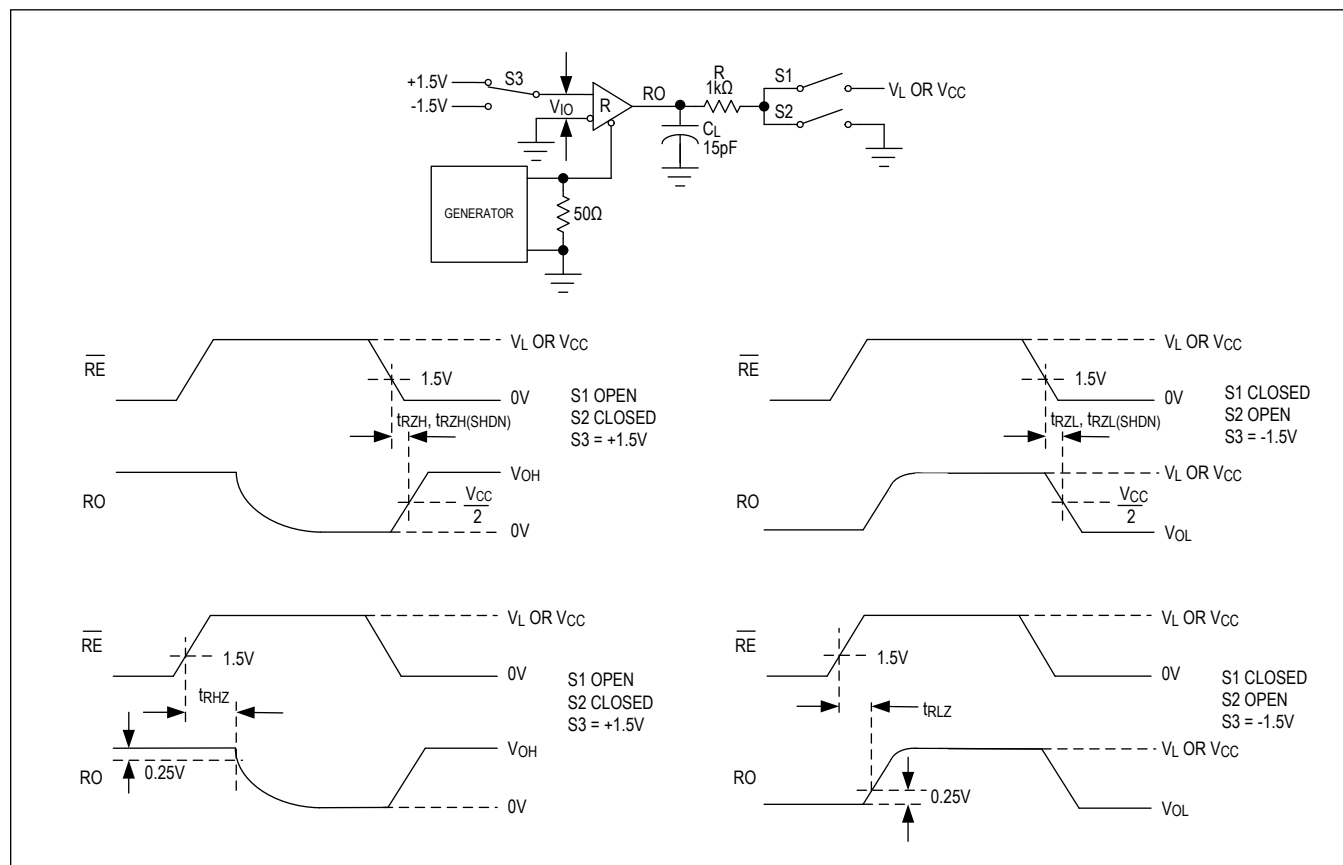 +1.5V
-1.5V
S3
VIO
R
RO
R
1kΩ
CL
15pF
S1
S2
VL OR VCC
GENERATOR
50Ω
RE
VL OR VCC
1.5V
0V
S1 OPEN
S2 CLOSED
S3 = +1.5V
tRZH, tRZH(SHDN)
RO
VOH
VCC
2
0V
RE
VL OR VCC
1.5V
0V
S1 CLOSED
S2 OPEN
S3 = -1.5V
tRZL, tRZL(SHDN)
RO
VL OR VCC
VCC
2
VOL
RE
VL OR VCC
1.5V
0V
S1 OPEN
S2 CLOSED
S3 = +1.5V
tRHZ
RO
0.25V
VOH
0V
RE
VL OR VCC
1.5V
0V
S1 CLOSED
S2 OPEN
S3 = -1.5V
tRLZ
RO
VL OR VCC
0.25V
VOL